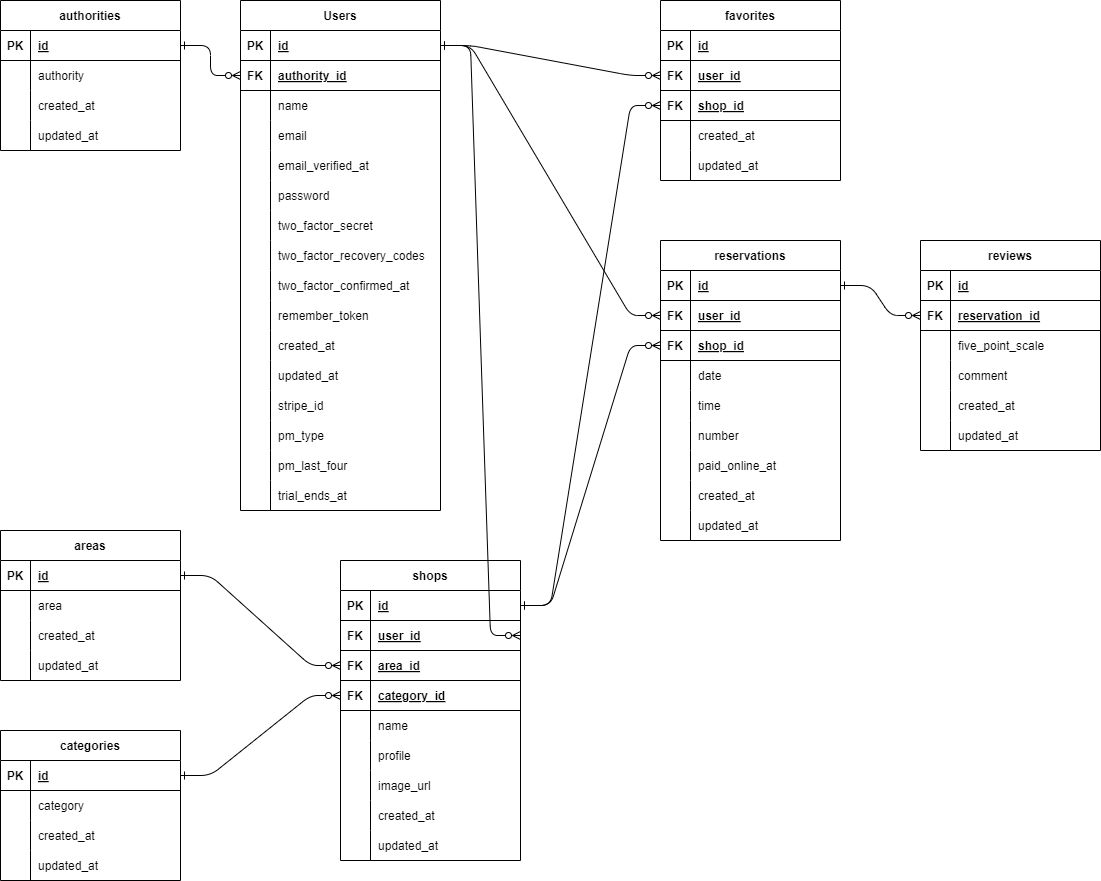 authorities
PK id
authority
created_at
updated_at
Users
PK id
FK authority_id
name
email
email_verified_at
password
two_factor_secret
two_factor_recovery_codes
two_factor_confirmed_at
remember_token
created_at
updated_at
stripe_id
pm_type
pm_last_four
trial_ends_at
favorites
PK id
FK user_id
FK shop_id
created_at
updated_at
reservations
PK id
FK user_id
FK shop_id
date
time
number
paid_online_at
created_at
updated_at
reviews
PK id
FK reservation_id
five_point_scale
comment
created_at
updated_at
areas
PK id
area
created_at
updated_at
shops
PK id
FK user_id
FK area_id
FK category_id
name
profile
image_url
created_at
updated_at
categories
PK id
category
created_at
updated_at